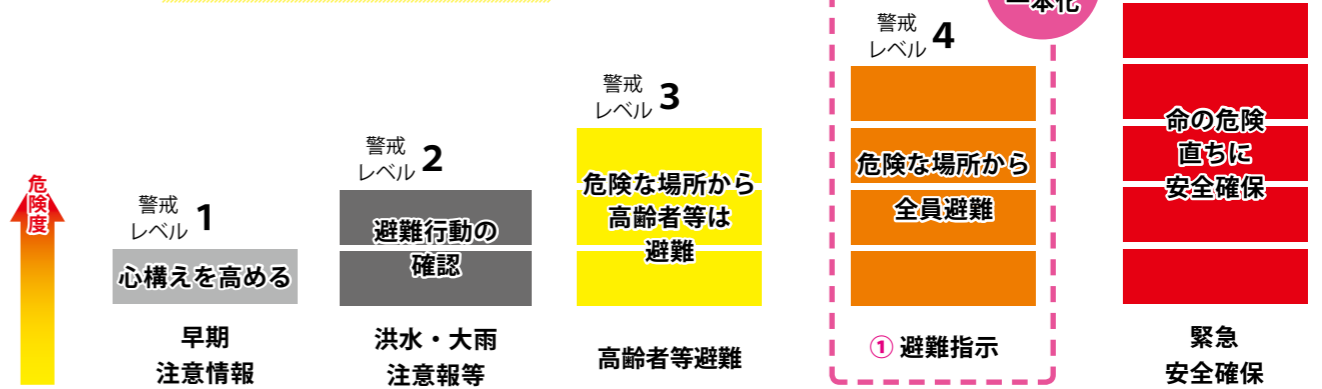 一本化
警戒
レベル 4
命の危険
直ちに
安全確保
緊急
安全確保
危険な場所から
全員避難
① 避難指示
警戒
レベル 3
危険な場所から
高齢者等は
避難
高齢者等避難
警戒
レベル 2
避難行動の
確認
洪水・大雨
注意報等
警戒
レベル 1
心構えを高める
早期
注意情報
危険度